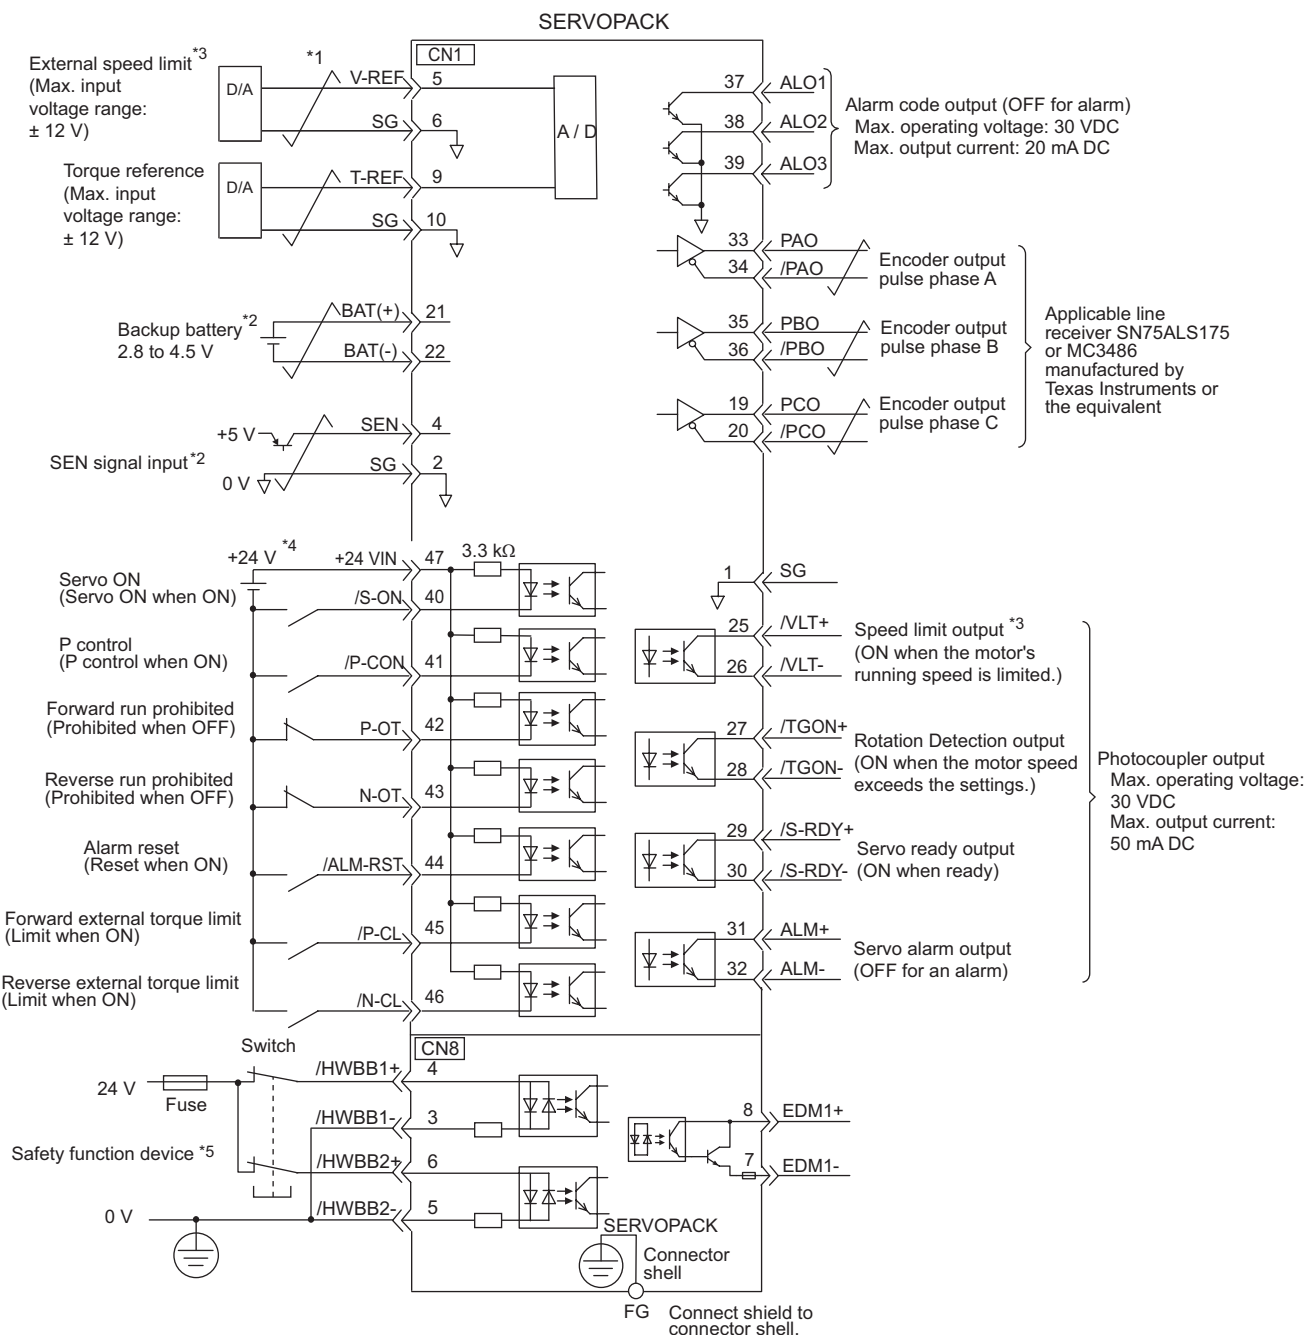 SERVOPACK
CN1
External speed limit*3
(Max. input
voltage range:
± 12 V)
D/A
*1
V-REF
5
SG
6
A / D
Torque reference
(Max. input
voltage range:
± 12 V)
D/A
T-REF
9
SG
10
Backup battery*2
2.8 to 4.5 V
BAT(+)
21
BAT(-)
22
+5 V
SEN
4
SEN signal input*2
SG
2
0 V
37
ALO1
38
ALO2
39
ALO3
Alarm code output (OFF for alarm)
Max. operating voltage: 30 VDC
Max. output current: 20 mA DC
33
PAO
34
/PAO
Encoder output
pulse phase A
35
PBO
36
/PBO
Encoder output
pulse phase B
19
PCO
20
/PCO
Encoder output
pulse phase C
Applicable line
receiver SN75ALS175
or MC3486
manufactured by
Texas Instruments or
the equivalent
+24 V *4
+24 VIN
47
3.3 kΩ
Servo ON
(Servo ON when ON)
/S-ON
40
P control
(P control when ON)
/P-CON
41
Forward run prohibited
(Prohibited when OFF)
P-OT
42
Reverse run prohibited
(Prohibited when OFF)
N-OT
43
Alarm reset
(Reset when ON)
/ALM-RST
44
Forward external torque limit
(Limit when ON)
/P-CL
45
Reverse external torque limit
(Limit when ON)
/N-CL
46
1
SG
25
/VLT+
26
/VLT-
Speed limit output *3
(ON when the motor's
running speed is limited.)
27
/TGON+
28
/TGON-
Rotation Detection output
(ON when the motor speed
exceeds the settings.)
29
/S-RDY+
30
/S-RDY-
Servo ready output
(ON when ready)
31
ALM+
32
ALM-
Servo alarm output
(OFF for an alarm)
Photocoupler output
Max. operating voltage:
30 VDC
Max. output current:
50 mA DC
CN8
Switch
24 V
Fuse
/HWBB1+
4
/HWBB1-
3
Safety function device *5
/HWBB2+
6
0 V
/HWBB2-
5
8
EDM1+
7
EDM1-
SERVOPACK
Connector
shell
FG
Connect shield to
connector shell.